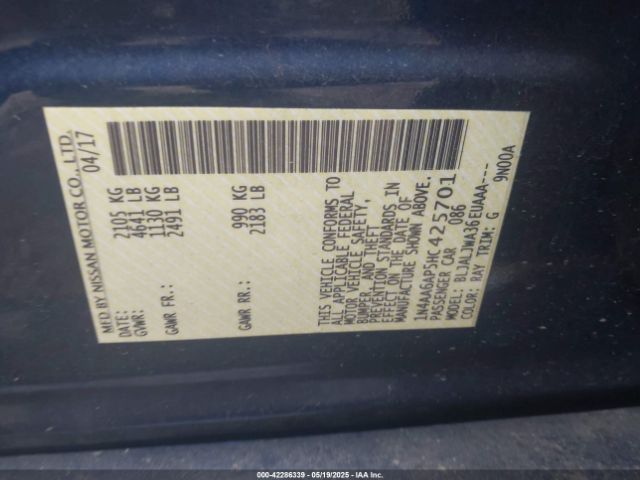 MFD BY NISSAN MOTOR CO., LTD.
DATE: 04/17
GVWR: 2105 KG
4641 LB
GAWR FR.: 1130 KG
2491 LB
GAWR RR.: 990 KG
2183 LB
THIS VEHICLE CONFORMS TO
ALL APPLICABLE FEDERAL
MOTOR VEHICLE SAFETY,
BUMPER, AND THEFT
PREVENTION STANDARDS IN
EFFECT ON THE DATE OF
MANUFACTURE SHOWN ABOVE.
1N4AA6AP5HC425701
PASSENGER CAR 086
MODEL: BLJALJWA36EUAAA---
COLOR: RAY TRIM: G 9N00A
000-42286339 - 05/19/2025 - IAA Inc.